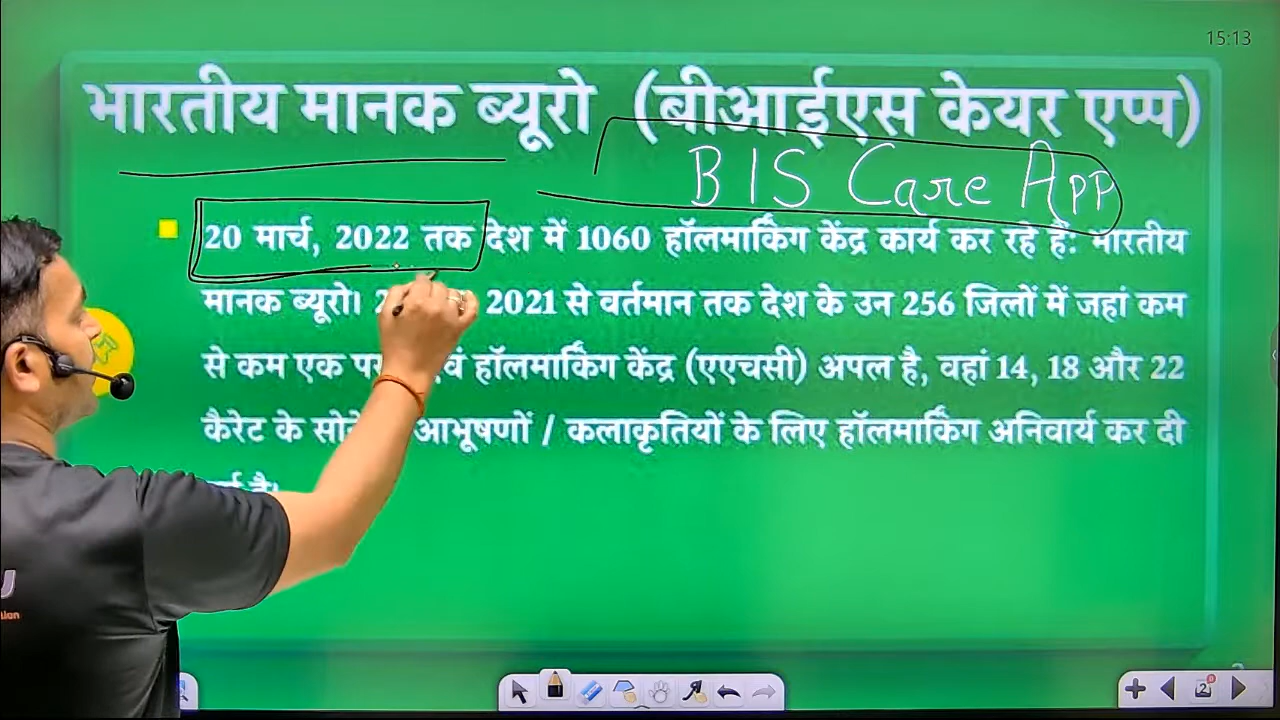 15:13
भारतीय मानक ब्यूरो (बीआईएस केयर एप्प)
BIS Care App
20 मार्च, 2022 तक देश में 1060 हॉलमार्किंग केंद्र कार्य कर रहे हैं: भारतीय
मानक ब्यूरो। 2021 से वर्तमान तक देश के उन 256 जिलों में जहां कम
से कम एक एवं हॉलमार्किंग केंद्र (एएचसी) अपल है, वहां 14, 18 और 22
कैरेट के आभूषणों / कलाकृतियों के लिए हॉलमार्किंग अनिवार्य कर दी
है।
2